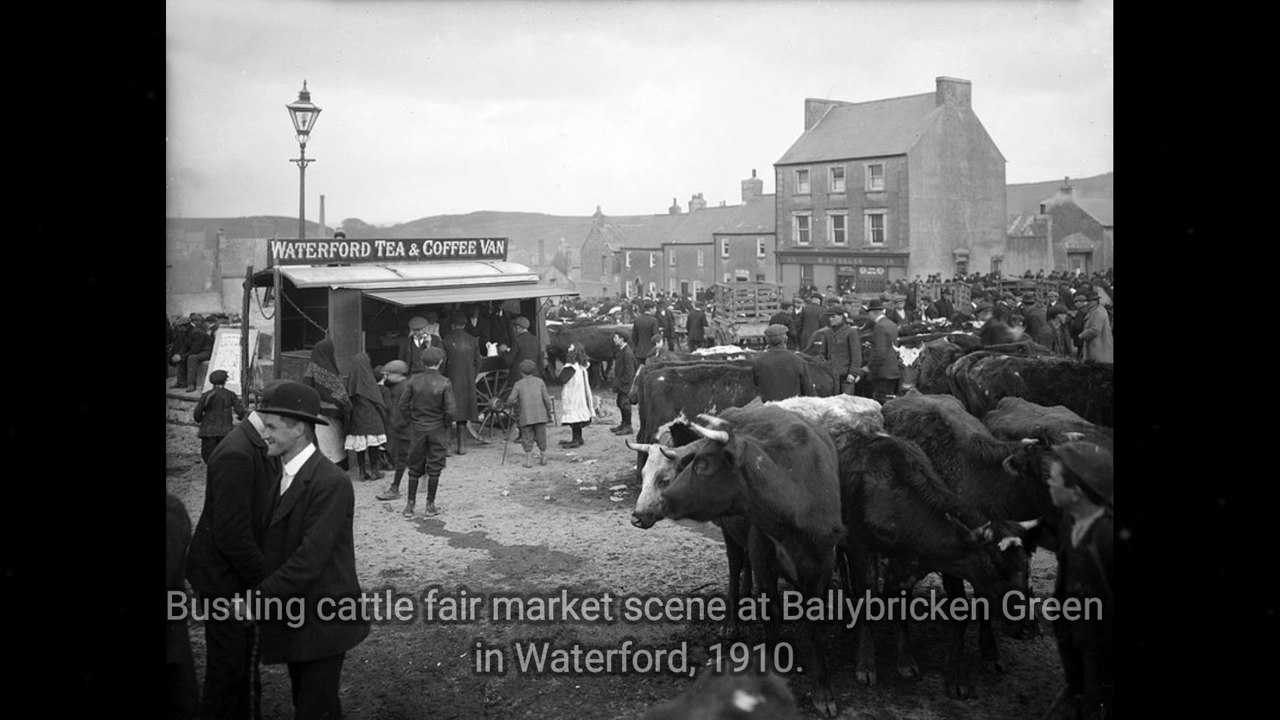 WATERFORD TEA & COFFEE VAN
Bustling cattle fair market scene at Ballybricken Green
in Waterford, 1910.